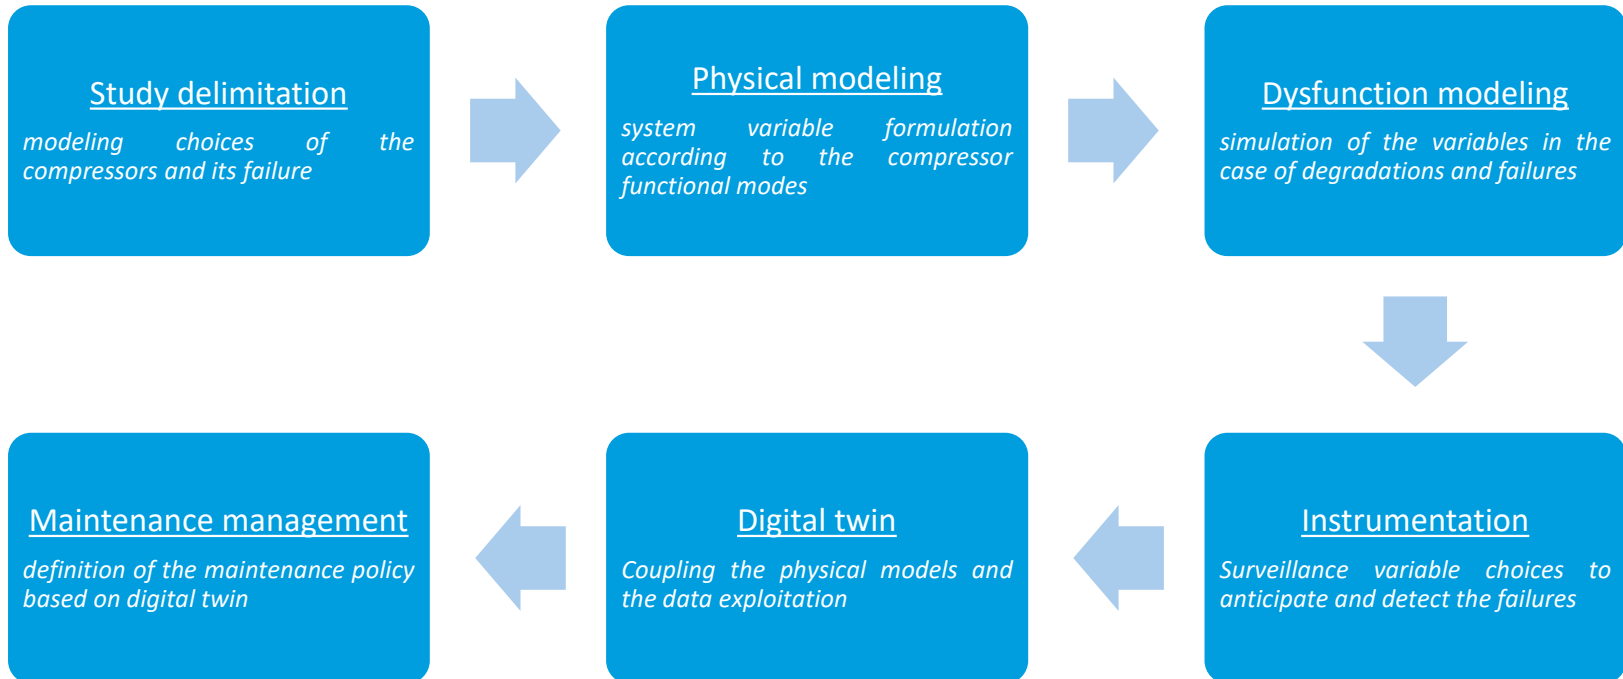 Study delimitation
modeling choices of the
compressors and its failure
Physical modeling
system variable formulation
according to the compressor
functional modes
Dysfunction modeling
simulation of the variables in the
case of degradations and failures
Instrumentation
Surveillance variable choices to
anticipate and detect the failures
Digital twin
Coupling the physical models and
the data exploitation
Maintenance management
definition of the maintenance policy
based on digital twin